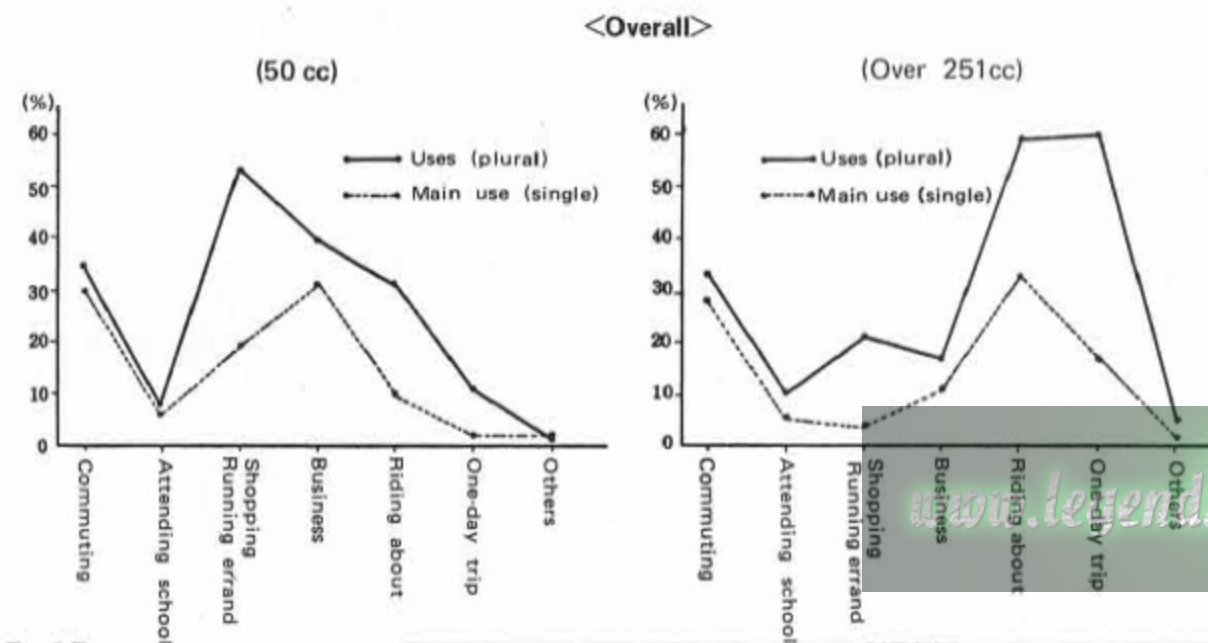 <Overall>
(50 cc)
(%)
60
50
40
30
20
10
0
Uses (plural)
Main use (single)
Commuting
Attending school
Shopping
Running errand
Business
Riding about
One-day trip
Others
(Over 251cc)
(%)
60
50
40
30
20
10
0
Uses (plural)
Main use (single)
Commuting
Attending school
Shopping
Running errand
Business
Riding about
One-day trip
Others
www.legend